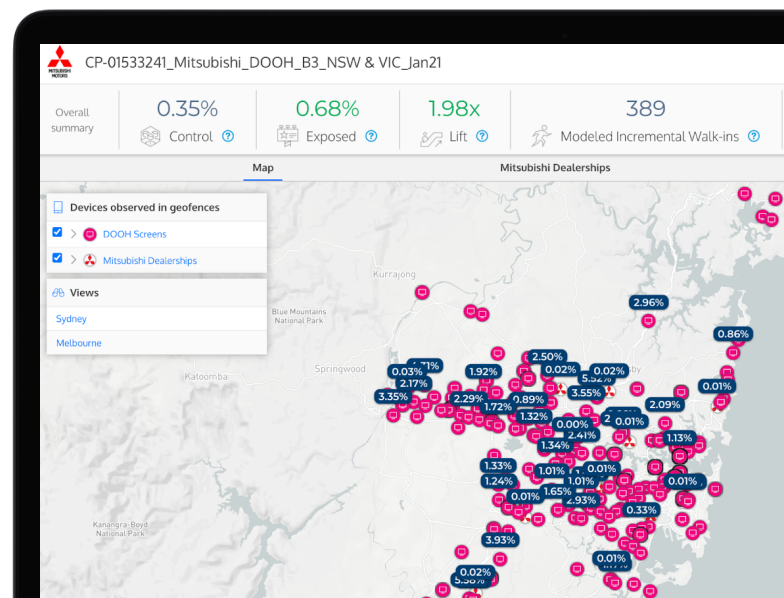 MITSUBISHI
MOTORS
CP-01533241_Mitsubishi_DOOH_B3_NSW & VIC_Jan21
Overall
summary
0.35%
Control
0.68%
Exposed
1.98x
Lift
389
Modeled Incremental Walk-ins
Map
Mitsubishi Dealerships
Devices observed in geofences
DOOH Screens
Mitsubishi Dealerships
Views
Sydney
Melbourne
Kurrajong
Blue Mountains
National Park
Katoomba
Springwood
Kanangra-Boyd
National Park
2.96%
0.86%
2.50%
0.03%
1.92%
0.02%
0.02%
2.17%
0.01%
3.35%
2.29%
0.89%
3.55%
1.72%
2.09%
1.32%
0.00%
0.01%
2.41%
1.13%
1.34%
1.33%
1.01%
0.01%
1.24%
1.01%
0.01%
0.01%
1.65%
2.93%
0.33%
3.93%
0.01%
0.02%